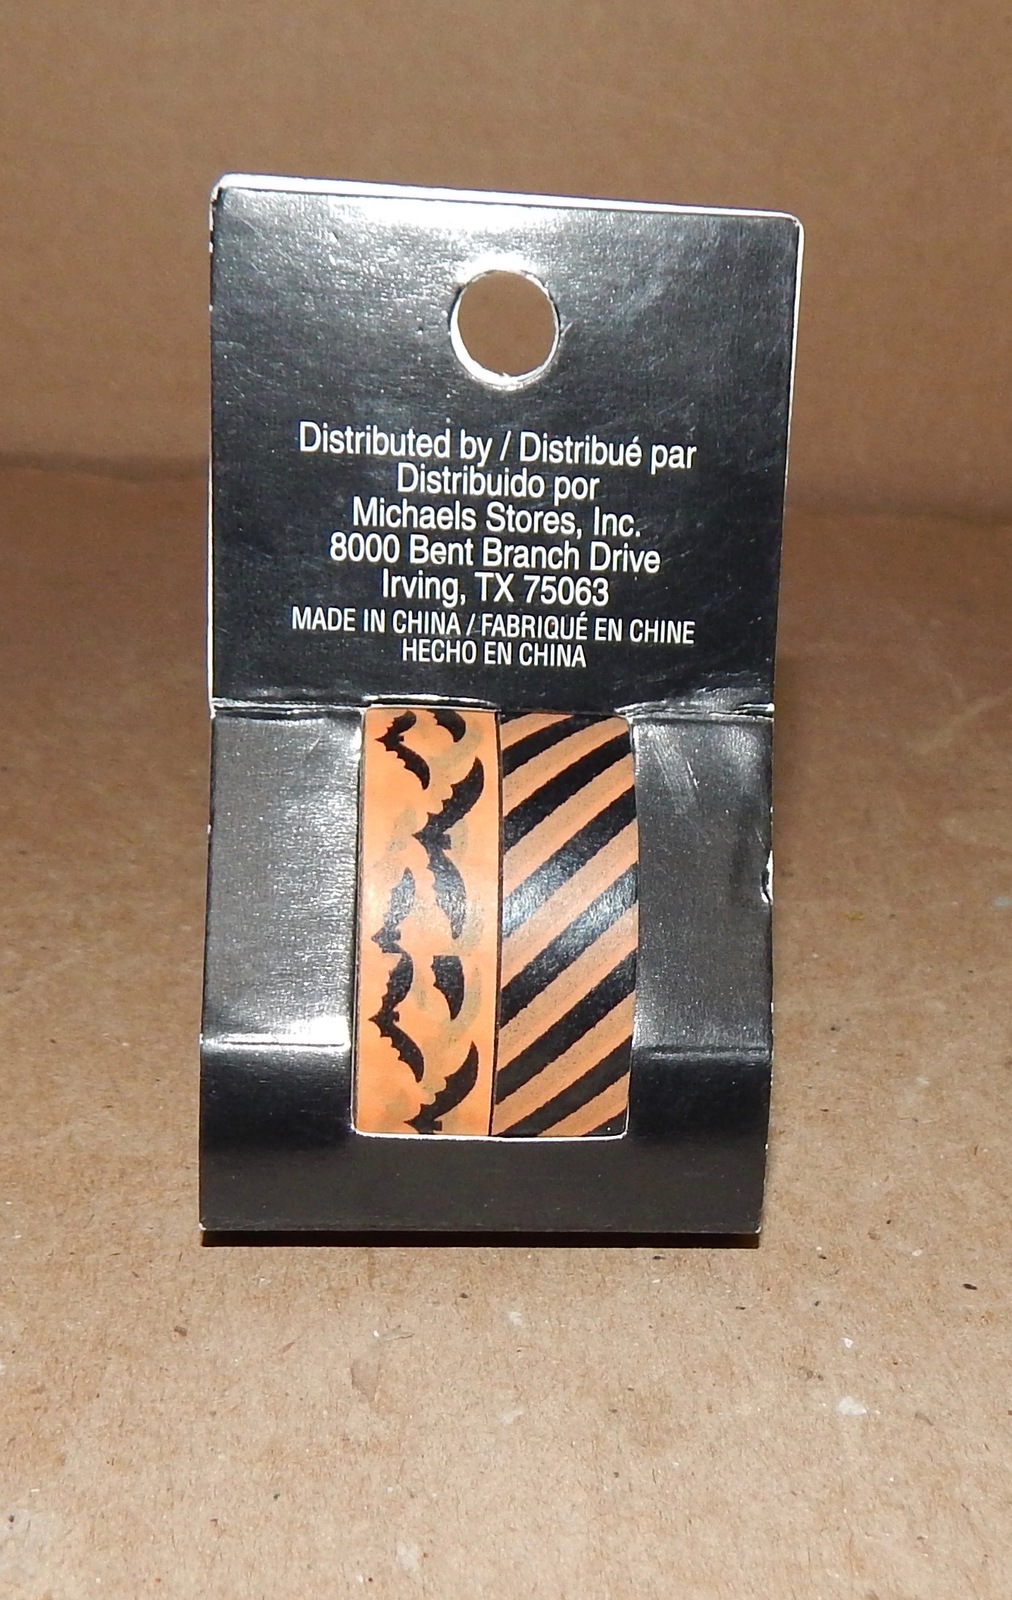 Distributed by / Distribué par
Distribuido por
Michaels Stores, Inc.
8000 Bent Branch Drive
Irving, TX 75063
MADE IN CHINA / FABRIQUÉ EN CHINE
HECHO EN CHINA